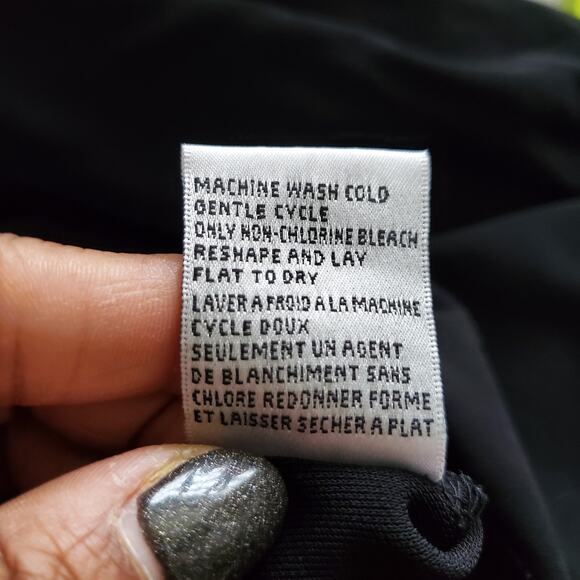 MACHINE WASH COLD
GENTLE CYCLE
ONLY NON-CHLORINE BLEACH
RESHAPE AND LAY
FLAT TO DRY
LAVER A FROID A LA MACHINE
CYCLE DOUX
SEULEMENT UN AGENT
DE BLANCHIMENT SANS
CHLORE REDONNER FORME
ET LAISSER SECHER A PLAT